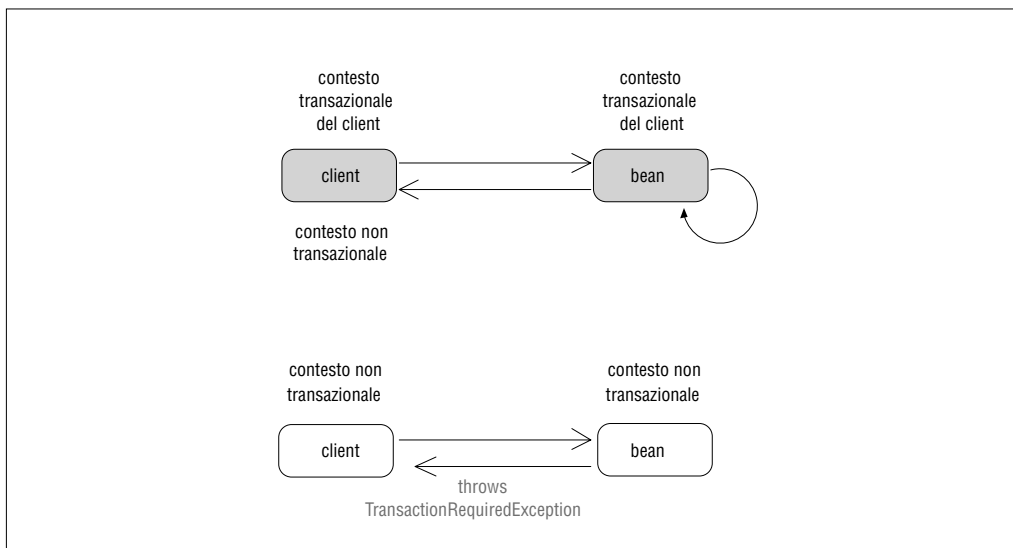 contesto
transazionale
del client
contesto
transazionale
del client
client
bean
contesto non
transazionale
contesto non
transazionale
contesto non
transazionale
client
bean
throws
TransactionRequiredException